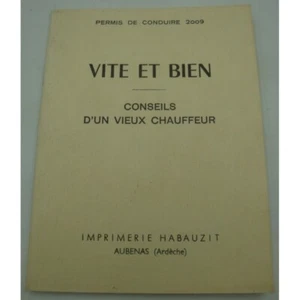 PERMIS DE CONDUIRE 2009
VITE ET BIEN
CONSEILS
D'UN VIEUX CHAUFFEUR
IMPRIMERIE HABAUZIT
AUBENAS (Ardèche)